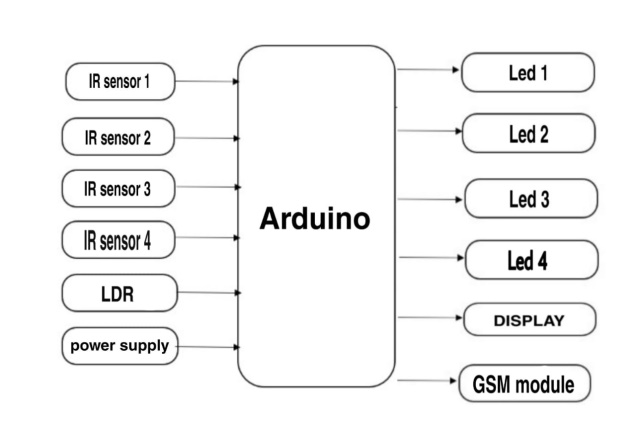 IR sensor 1
IR sensor 2
IR sensor 3
IR sensor 4
LDR
power supply
Arduino
Led 1
Led 2
Led 3
Led 4
DISPLAY
GSM module